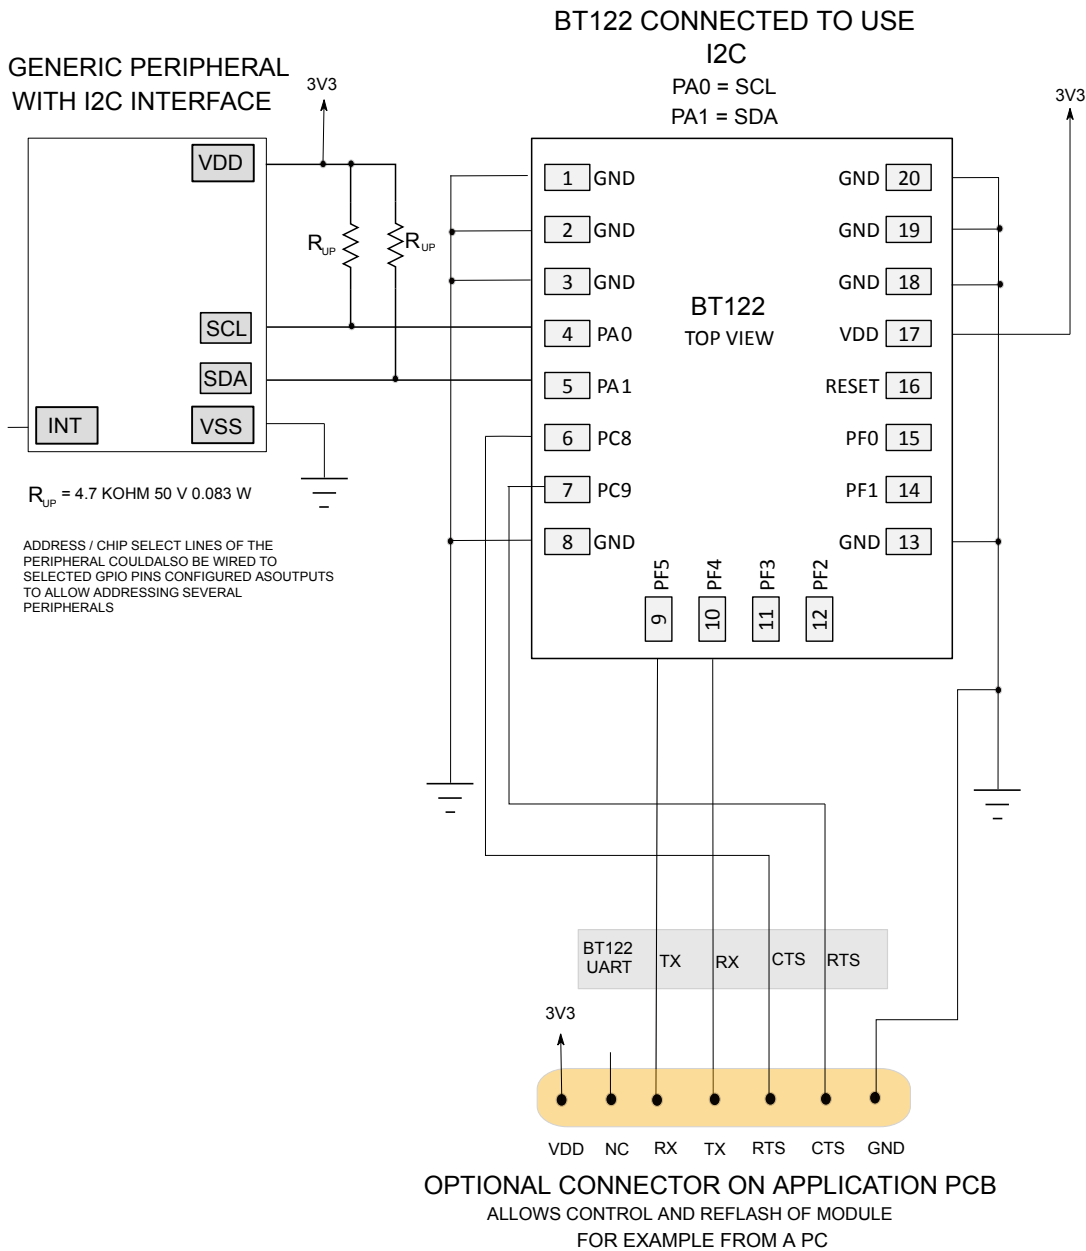 BT122 CONNECTED TO USE
I2C
PA0 = SCL
PA1 = SDA
GENERIC PERIPHERAL
WITH I2C INTERFACE
3V3
3V3
VDD
SCL
SDA
VSS
INT
RUP
RUP
RUP = 4.7 KOHM 50 V 0.083 W
ADDRESS / CHIP SELECT LINES OF THE
PERIPHERAL COULDALSO BE WIRED TO
SELECTED GPIO PINS CONFIGURED ASOUTPUTS
TO ALLOW ADDRESSING SEVERAL
PERIPHERALS
1 GND
2 GND
3 GND
4 PA0
5 PA1
6 PC8
7 PC9
8 GND
BT122
TOP VIEW
GND 20
GND 19
GND 18
VDD 17
RESET 16
PF0 15
PF1 14
GND 13
PF5 PF4 PF3 PF2
9 10 11 12
BT122
UART
TX RX CTS RTS
3V3
VDD NC RX TX RTS CTS GND
OPTIONAL CONNECTOR ON APPLICATION PCB
ALLOWS CONTROL AND REFLASH OF MODULE
FOR EXAMPLE FROM A PC